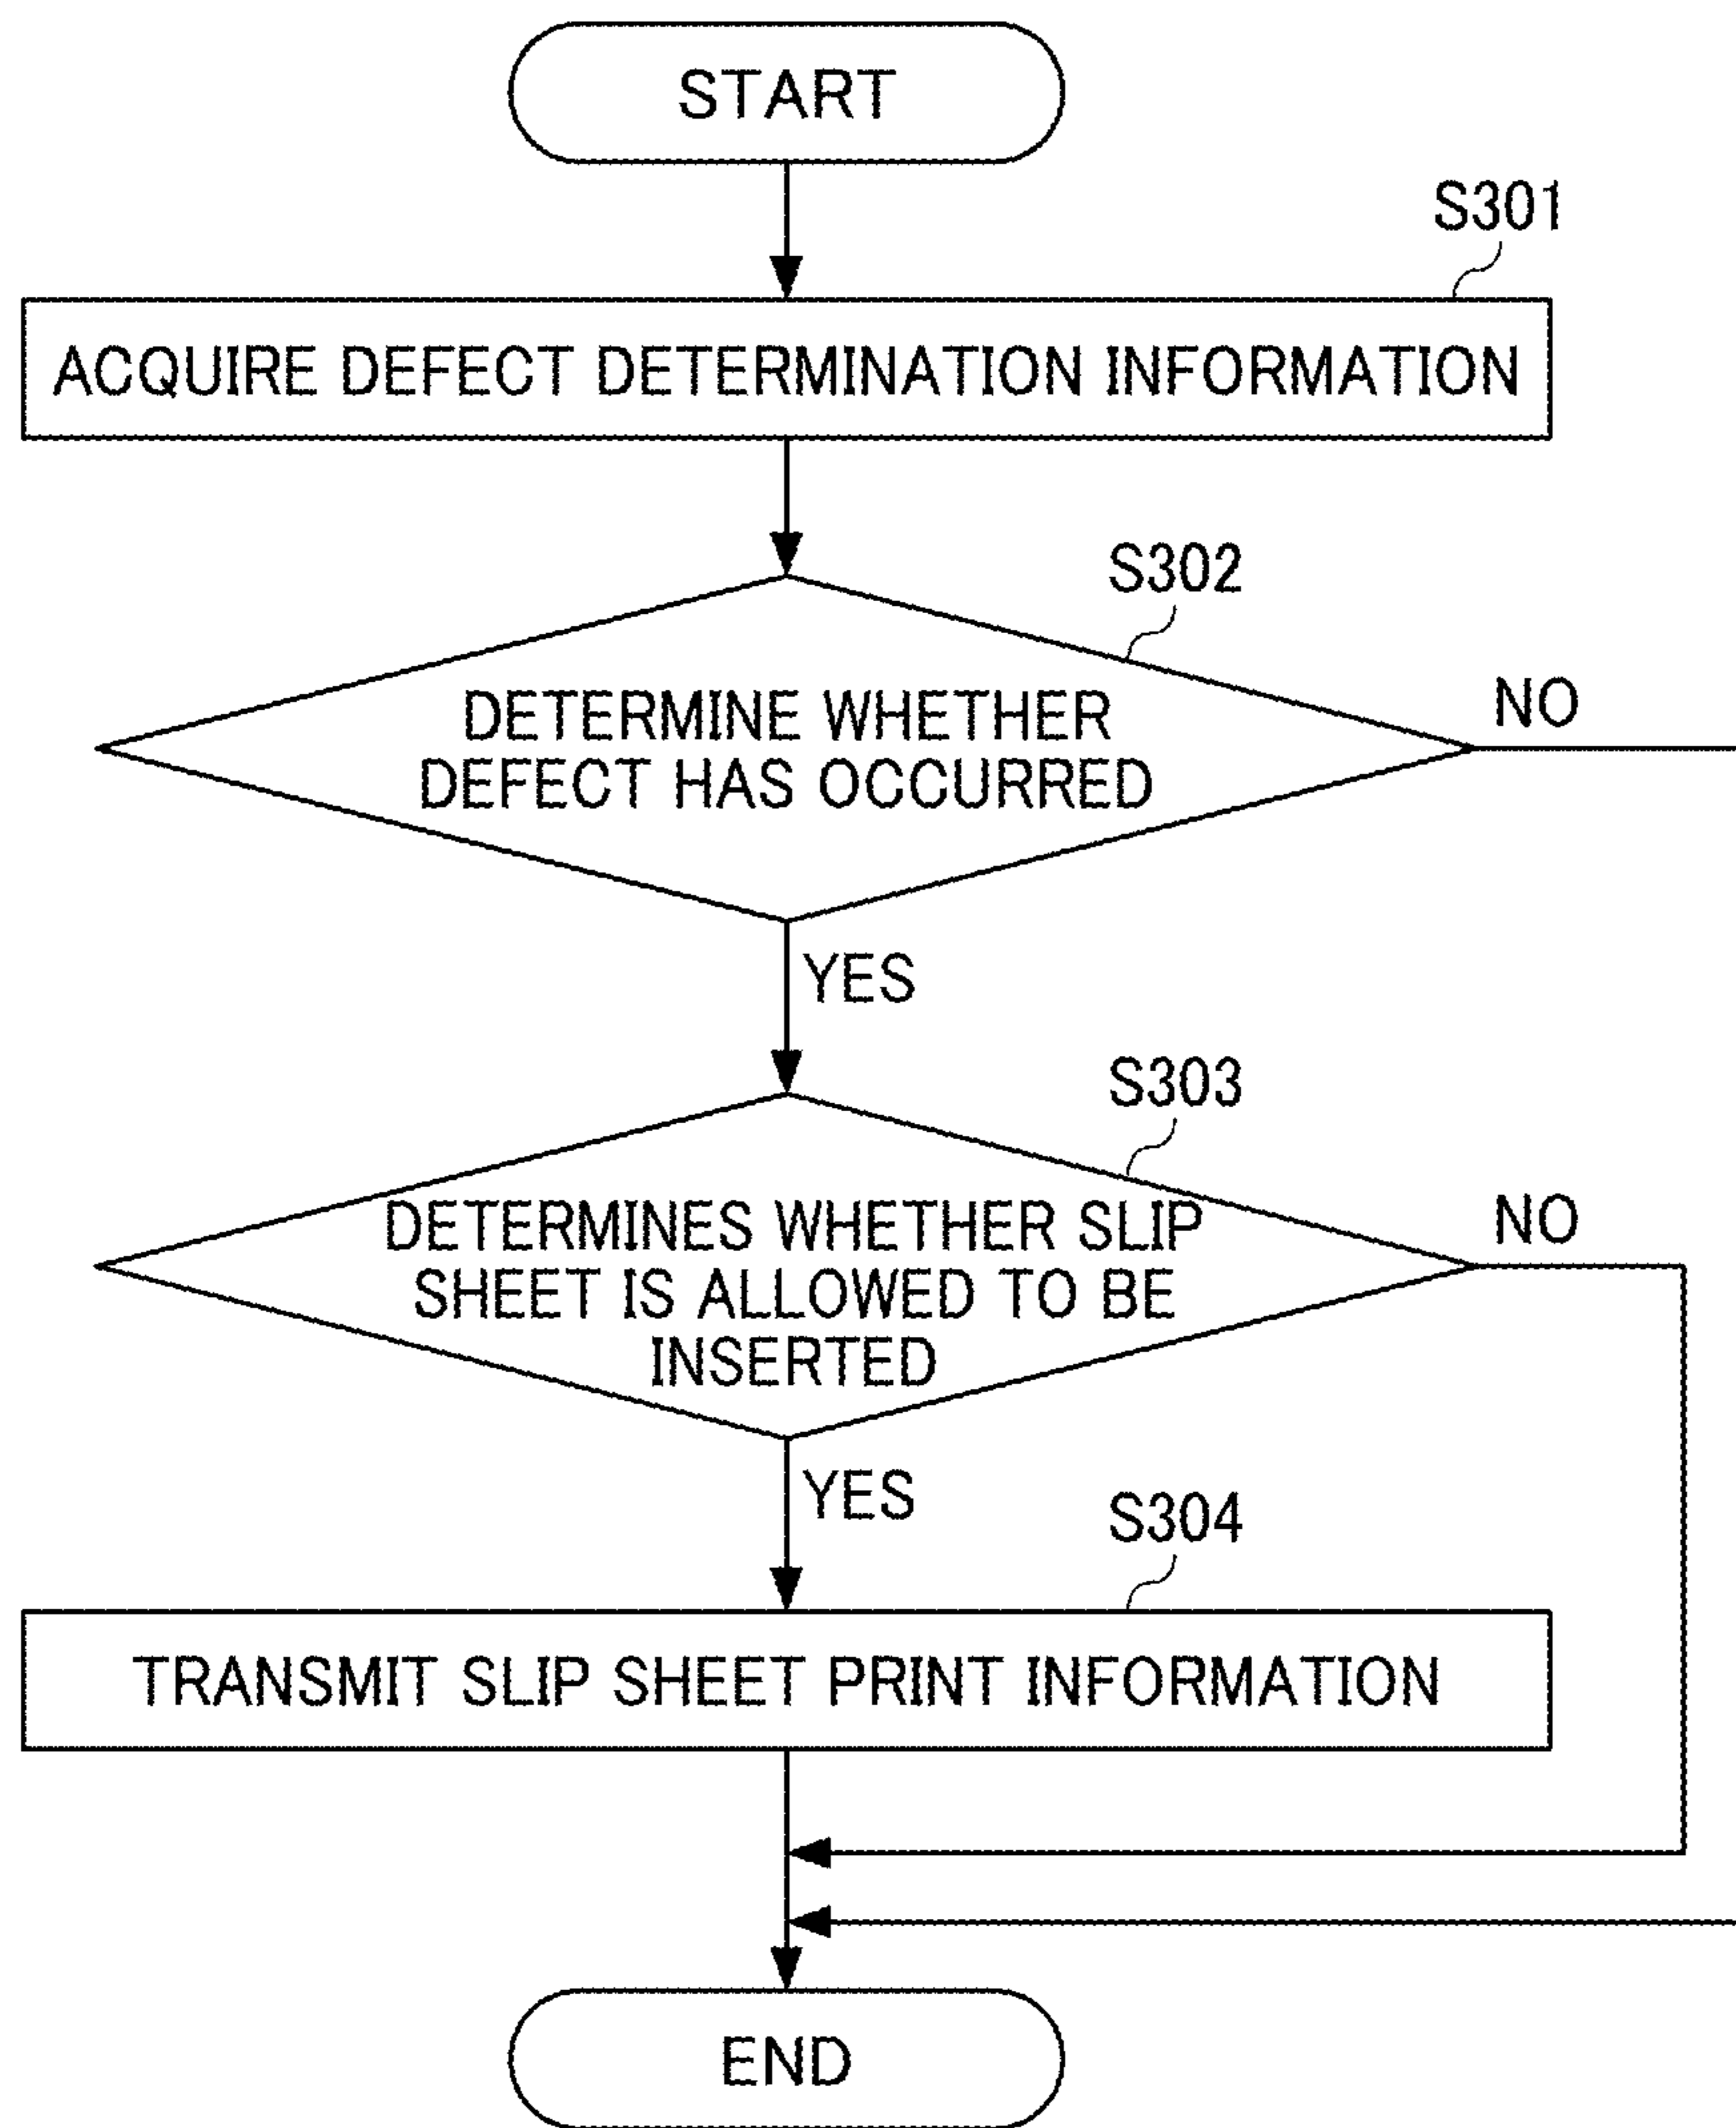 START
S301
ACQUIRE DEFECT DETERMINATION INFORMATION
S302
DETERMINE WHETHER
DEFECT HAS OCCURRED
NO
YES
S303
DETERMINES WHETHER SLIP
SHEET IS ALLOWED TO BE
INSERTED
NO
YES
S304
TRANSMIT SLIP SHEET PRINT INFORMATION
END